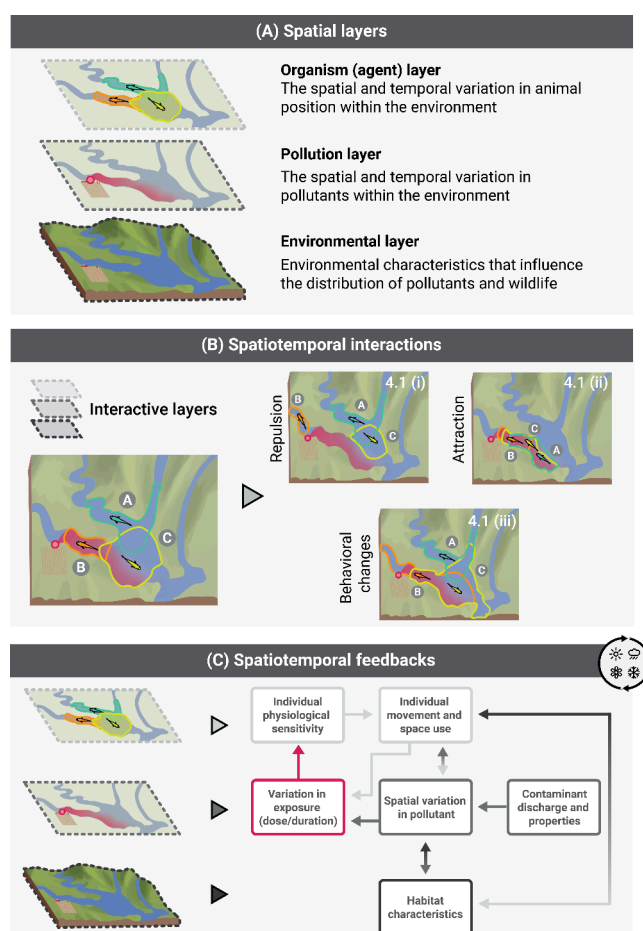 (A) Spatial layers
Organism (agent) layer
The spatial and temporal variation in animal
position within the environment
Pollution layer
The spatial and temporal variation in
pollutants within the environment
Environmental layer
Environmental characteristics that influence
the distribution of pollutants and wildlife
(B) Spatiotemporal interactions
Interactive layers
A
B
C
Repulsion
4.1 (i)
B
A
C
Attraction
4.1 (ii)
C
B
A
Behavioral
changes
4.1 (iii)
A
C
B
(C) Spatiotemporal feedbacks
Individual
physiological
sensitivity
Individual
movement and
space use
Variation in
exposure
(dose/duration)
Spatial variation
in pollutant
Contaminant
discharge and
properties
Habitat
characteristics